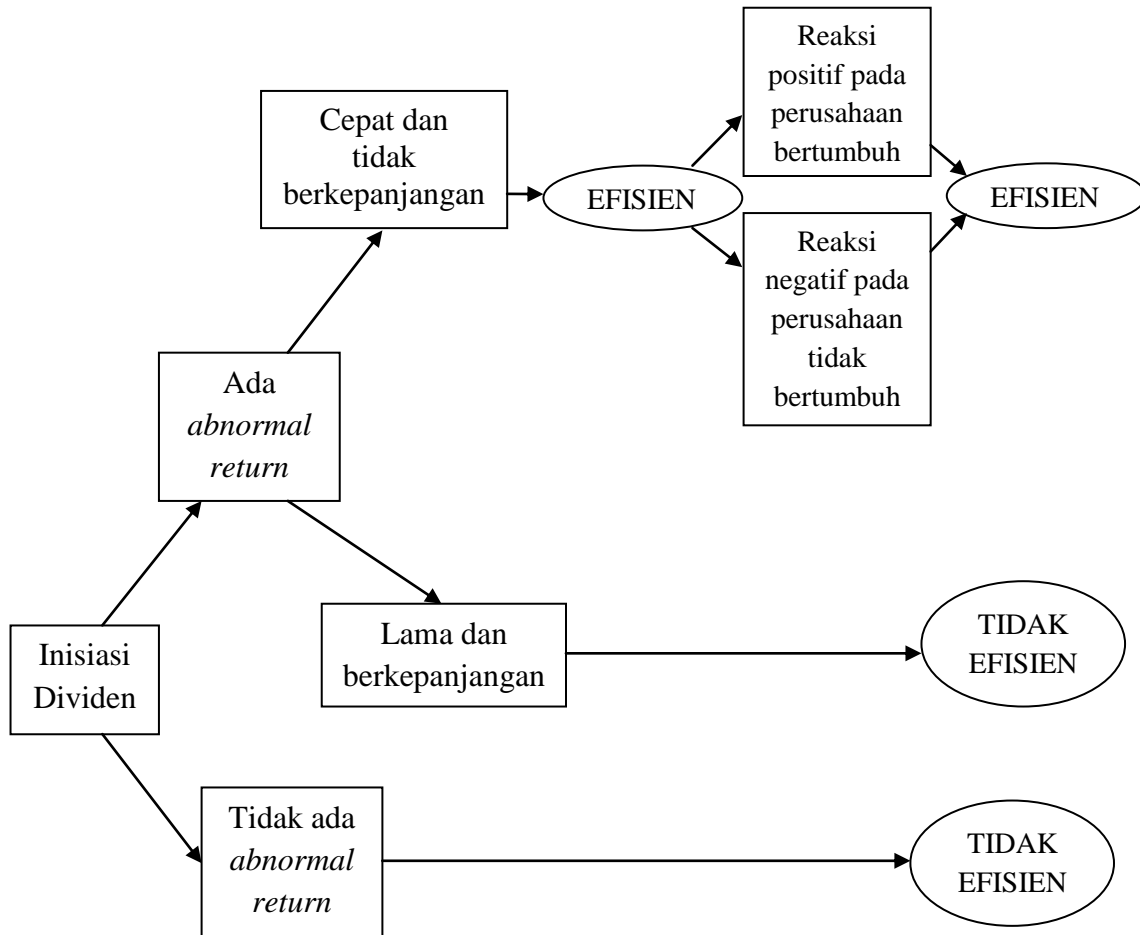 Reaksi
positif pada
perusahaan
bertumbuh
Cepat dan
tidak
berkepanjangan
EFISIEN
EFISIEN
Reaksi
negatif pada
perusahaan
tidak
bertumbuh
Ada
abnormal
return
Lama dan
berkepanjangan
TIDAK
EFISIEN
Inisiasi
Dividen
Tidak ada
abnormal
return
TIDAK
EFISIEN